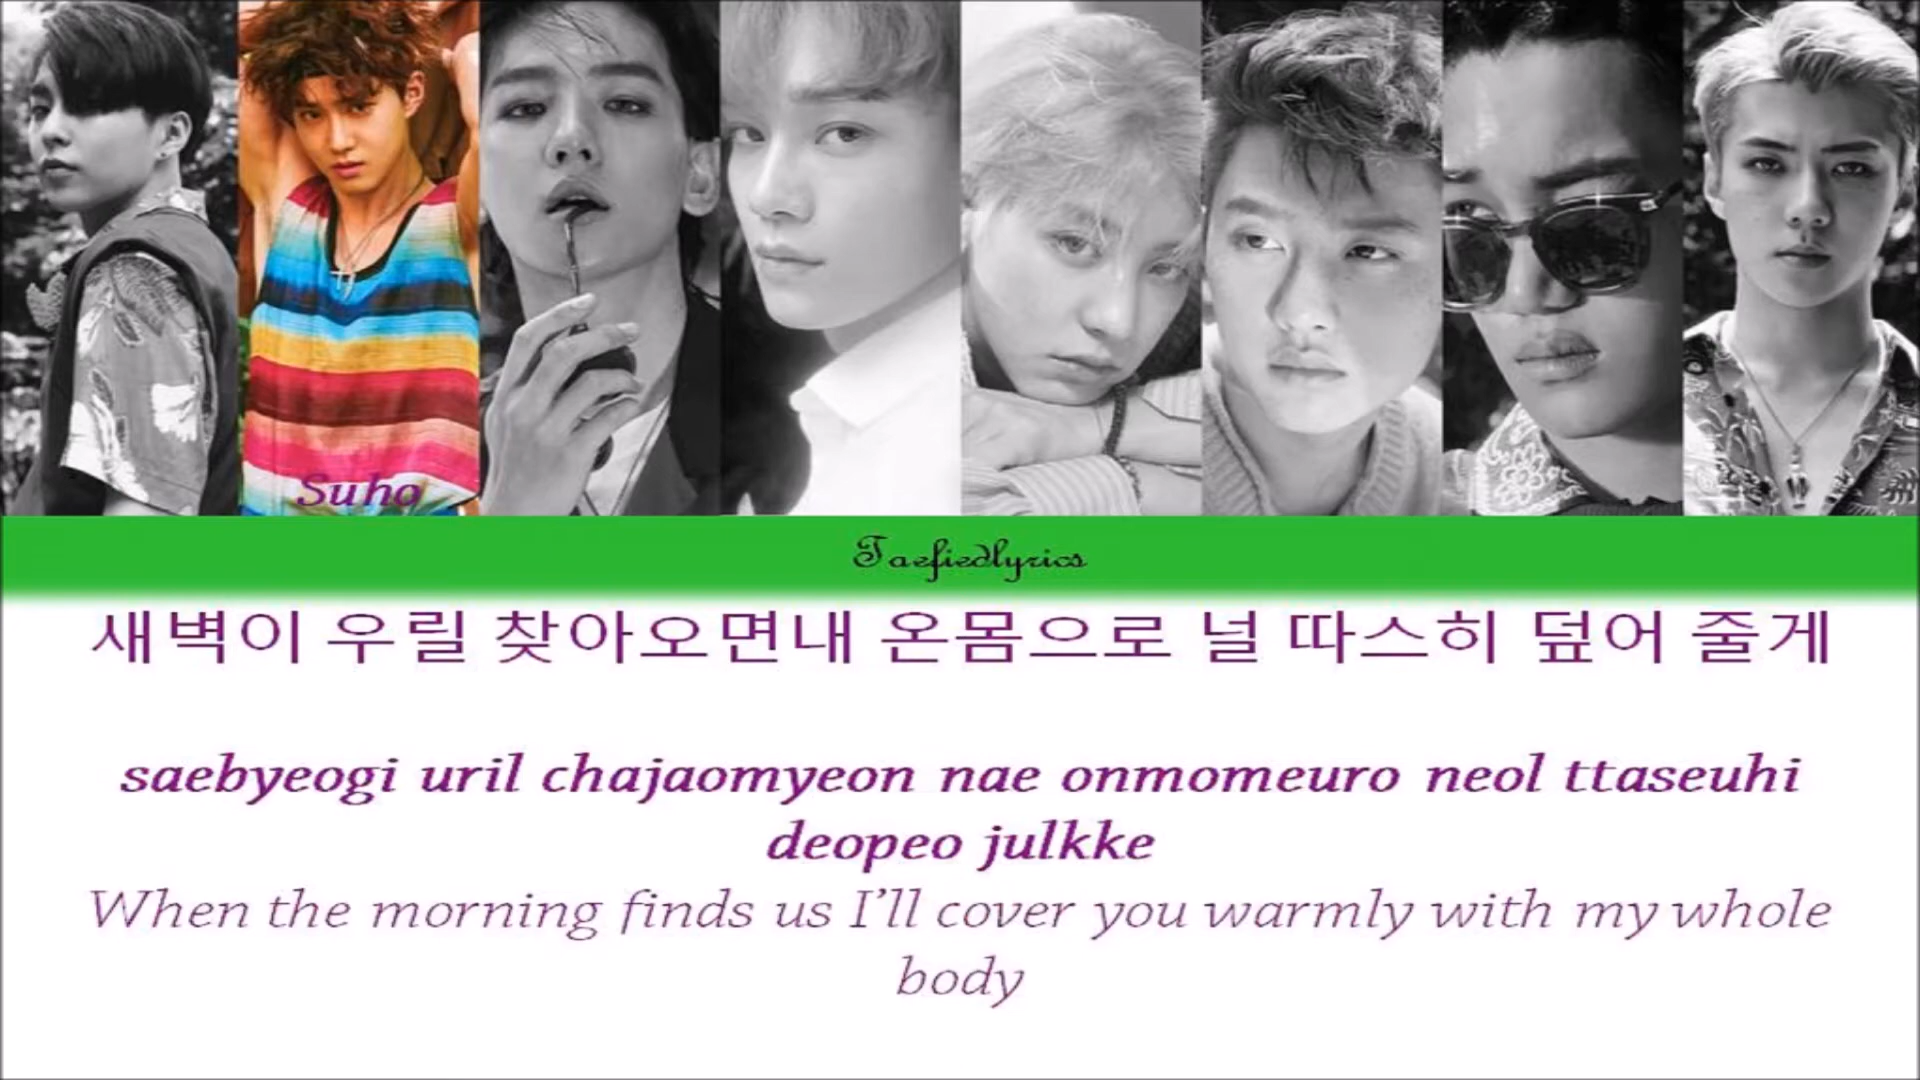 Suho
Taefiedlyrics
새벽이 우릴 찾아오면내 온몸으로 널 따스히 덮어 줄게
saebyeogi uril chajaomyeon nae onmomeuro neol ttaseuhi
deopeo julkke
When the morning finds us I’ll cover you warmly with my whole
body